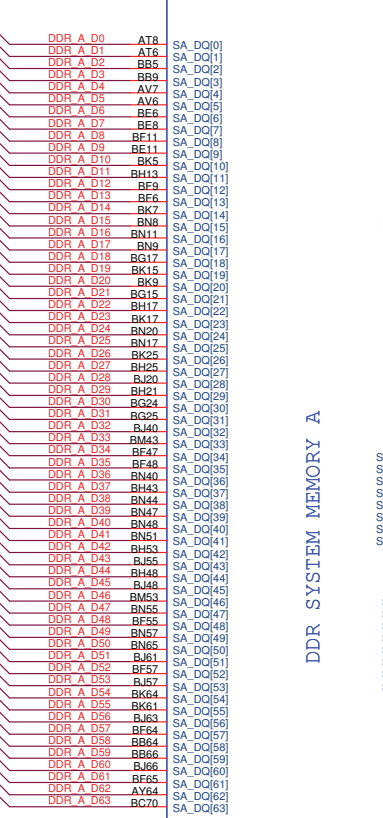 DDR_A_D0 AT8 SA_DQ[0]
DDR_A_D1 AT6 SA_DQ[1]
DDR_A_D2 BB5 SA_DQ[2]
DDR_A_D3 BB9 SA_DQ[3]
DDR_A_D4 AV7 SA_DQ[4]
DDR_A_D5 AV6 SA_DQ[5]
DDR_A_D6 BE6 SA_DQ[6]
DDR_A_D7 BE8 SA_DQ[7]
DDR_A_D8 BF11 SA_DQ[8]
DDR_A_D9 BE11 SA_DQ[9]
DDR_A_D10 BK5 SA_DQ[10]
DDR_A_D11 BH13 SA_DQ[11]
DDR_A_D12 BF9 SA_DQ[12]
DDR_A_D13 BF6 SA_DQ[13]
DDR_A_D14 BK7 SA_DQ[14]
DDR_A_D15 BN8 SA_DQ[15]
DDR_A_D16 BN11 SA_DQ[16]
DDR_A_D17 BN9 SA_DQ[17]
DDR_A_D18 BG17 SA_DQ[18]
DDR_A_D19 BK15 SA_DQ[19]
DDR_A_D20 BK9 SA_DQ[20]
DDR_A_D21 BG15 SA_DQ[21]
DDR_A_D22 BH17 SA_DQ[22]
DDR_A_D23 BK17 SA_DQ[23]
DDR_A_D24 BN20 SA_DQ[24]
DDR_A_D25 BN17 SA_DQ[25]
DDR_A_D26 BK25 SA_DQ[26]
DDR_A_D27 BH25 SA_DQ[27]
DDR_A_D28 BJ20 SA_DQ[28]
DDR_A_D29 BH21 SA_DQ[29]
DDR_A_D30 BG24 SA_DQ[30]
DDR_A_D31 BG25 SA_DQ[31]
DDR_A_D32 BJ40 SA_DQ[32]
DDR_A_D33 BM43 SA_DQ[33]
DDR_A_D34 BF47 SA_DQ[34]
DDR_A_D35 BF48 SA_DQ[35]
DDR_A_D36 BN40 SA_DQ[36]
DDR_A_D37 BH43 SA_DQ[37]
DDR_A_D38 BN44 SA_DQ[38]
DDR_A_D39 BN47 SA_DQ[39]
DDR_A_D40 BN48 SA_DQ[40]
DDR_A_D41 BN51 SA_DQ[41]
DDR_A_D42 BH53 SA_DQ[42]
DDR_A_D43 BJ55 SA_DQ[43]
DDR_A_D44 BH48 SA_DQ[44]
DDR_A_D45 BJ48 SA_DQ[45]
DDR_A_D46 BM53 SA_DQ[46]
DDR_A_D47 BN55 SA_DQ[47]
DDR_A_D48 BF55 SA_DQ[48]
DDR_A_D49 BN57 SA_DQ[49]
DDR_A_D50 BN65 SA_DQ[50]
DDR_A_D51 BJ61 SA_DQ[51]
DDR_A_D52 BF57 SA_DQ[52]
DDR_A_D53 BJ57 SA_DQ[53]
DDR_A_D54 BK64 SA_DQ[54]
DDR_A_D55 BK61 SA_DQ[55]
DDR_A_D56 BJ63 SA_DQ[56]
DDR_A_D57 BF64 SA_DQ[57]
DDR_A_D58 BB64 SA_DQ[58]
DDR_A_D59 BB66 SA_DQ[59]
DDR_A_D60 BJ66 SA_DQ[60]
DDR_A_D61 BF65 SA_DQ[61]
DDR_A_D62 AY64 SA_DQ[62]
DDR_A_D63 BC70 SA_DQ[63]
DDR SYSTEM MEMORY A
S
S
S
S
S
S
S
S